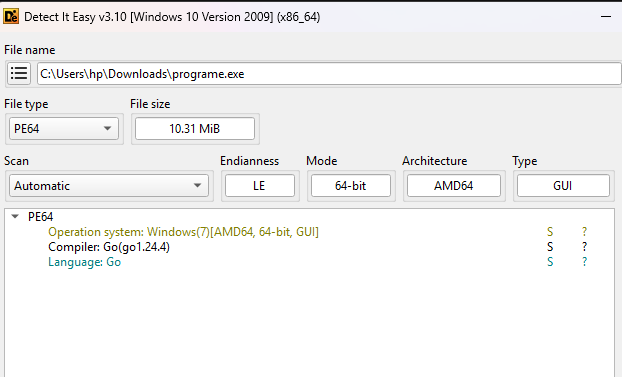 Detect It Easy v3.10 [Windows 10 Version 2009] (x86_64)
File name
C:\Users\hp\Downloads\programe.exe
File type File size
PE64 10.31 MiB
Scan Endianness Mode Architecture Type
Automatic LE 64-bit AMD64 GUI
PE64
Operation system: Windows(7)[AMD64, 64-bit, GUI] S ?
Compiler: Go(go1.24.4) S ?
Language: Go S ?